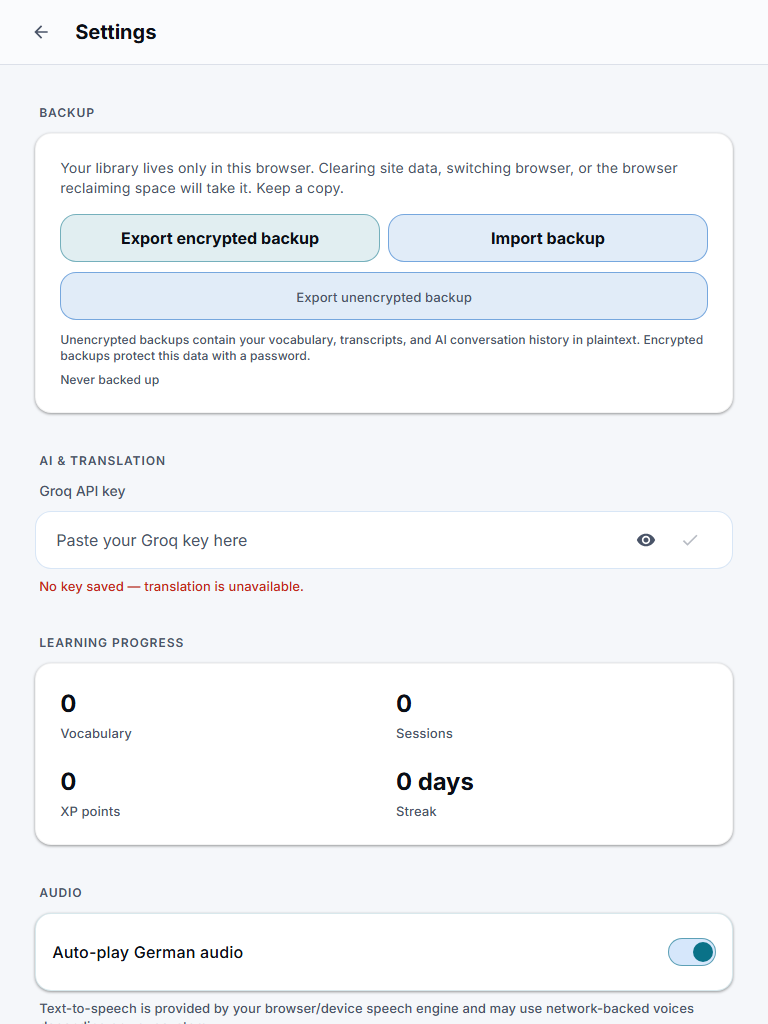 Settings
BACKUP
Your library lives only in this browser. Clearing site data, switching browser, or the browser
reclaiming space will take it. Keep a copy.
Export encrypted backup
Import backup
Export unencrypted backup
Unencrypted backups contain your vocabulary, transcripts, and AI conversation history in plaintext. Encrypted
backups protect this data with a password.
Never backed up
AI & TRANSLATION
Groq API key
Paste your Groq key here
No key saved — translation is unavailable.
LEARNING PROGRESS
0
Vocabulary
0
Sessions
0
XP points
0 days
Streak
AUDIO
Auto-play German audio
Text-to-speech is provided by your browser/device speech engine and may use network-backed voices